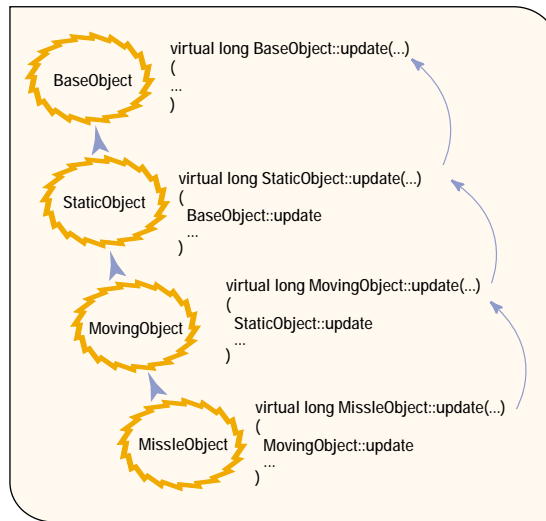 BaseObject
virtual long BaseObject::update(...)
(
...
)
StaticObject
virtual long StaticObject::update(...)
(
BaseObject::update
...
)
MovingObject
virtual long MovingObject::update(...)
(
StaticObject::update
...
)
MissleObject
virtual long MissleObject::update(...)
(
MovingObject::update
...
)